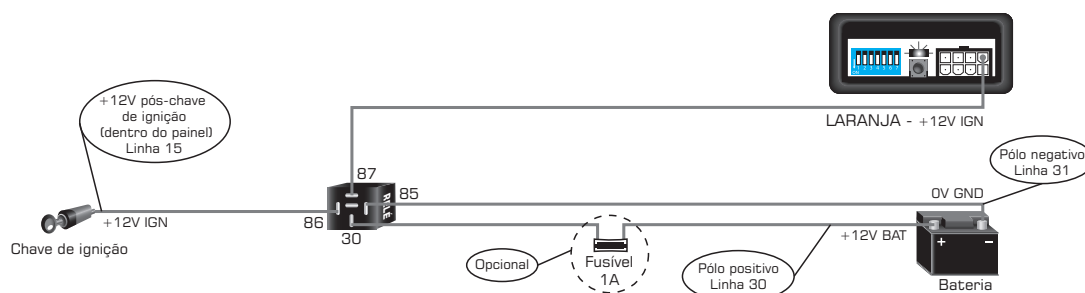 +12V pós-chave
de ignição
(dentro do painel)
Linha 15
LARANJA - +12V IGN
Pólo negativo
Linha 31
87
85
RELÉ
0V GND
86
+12V IGN
30
+12V BAT
Chave de ignição
Opcional
Fusível
1A
Pólo positivo
Linha 30
+ -
Bateria